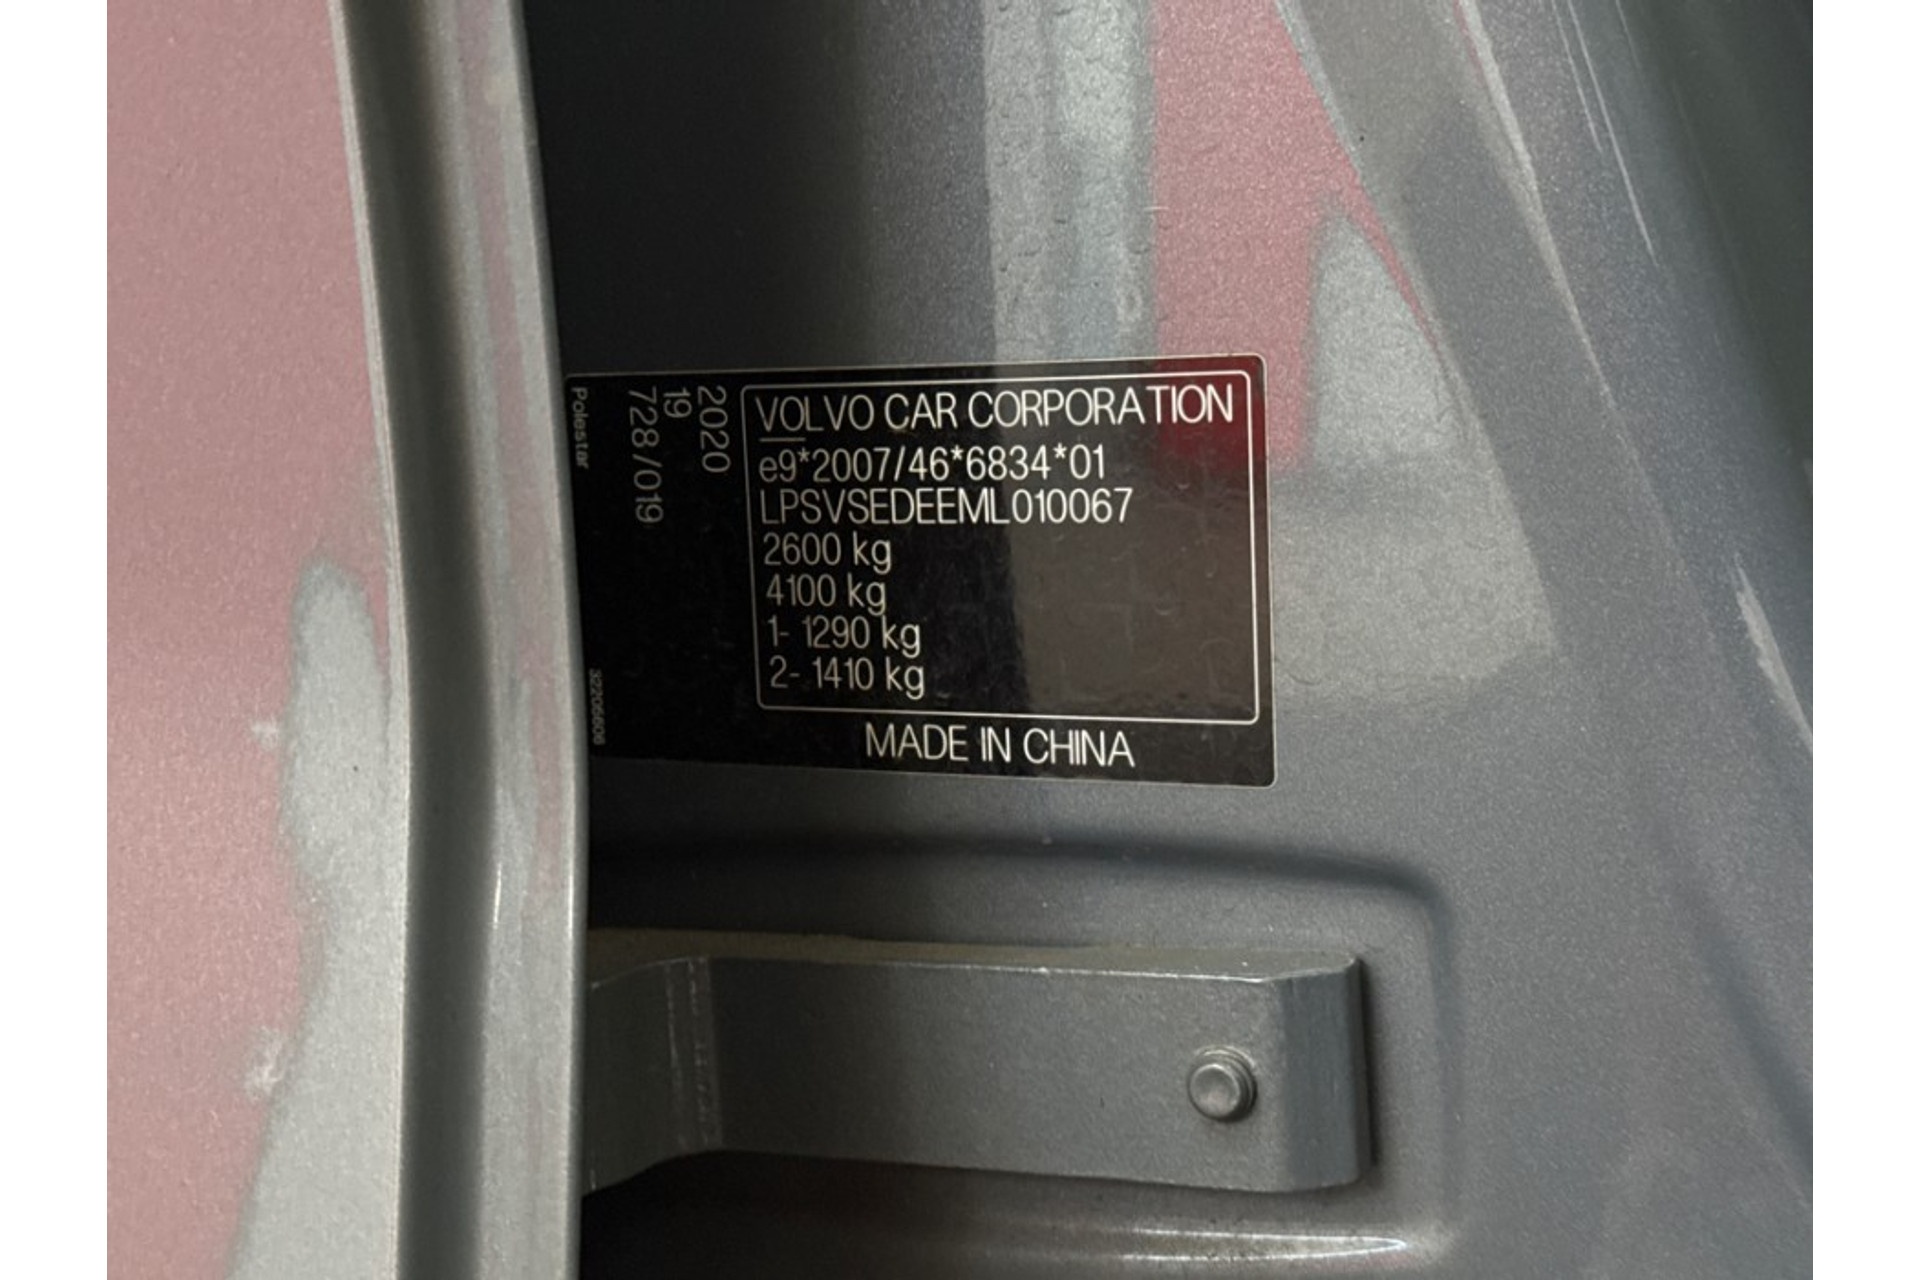 VOLVO CAR CORPORATION
e9*2007/46*6834*01
LPSVSEDEEML010067
2600 kg
4100 kg
1- 1290 kg
2- 1410 kg
MADE IN CHINA
2020
19
728/019
Polestar
32206606